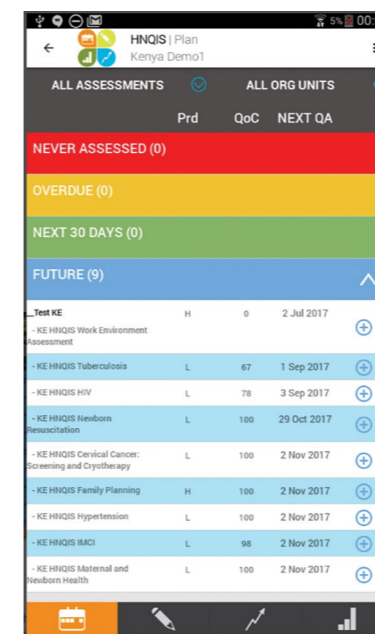 5% 00:
HNQIS | Plan
Kenya Demo1
ALL ASSESSMENTS ALL ORG UNITS
Prd QoC NEXT QA
NEVER ASSESSED (0)
OVERDUE (0)
NEXT 30 DAYS (0)
FUTURE (9)
_Test KE H 0 2 Jul 2017
- KE HNQIS Work Environment
Assessment
- KE HNQIS Tuberculosis L 67 1 Sep 2017
- KE HNQIS HIV L 78 3 Sep 2017
- KE HNQIS Newborn L 100 29 Oct 2017
Resuscitation
- KE HNQIS Cervical Cancer: L 100 2 Nov 2017
Screening and Cryotherapy
- KE HNQIS Family Planning H 100 2 Nov 2017
- KE HNQIS Hypertension L 100 2 Nov 2017
- KE HNQIS IMCI L 98 2 Nov 2017
- KE HNQIS Maternal and L 100 2 Nov 2017
Newborn Health